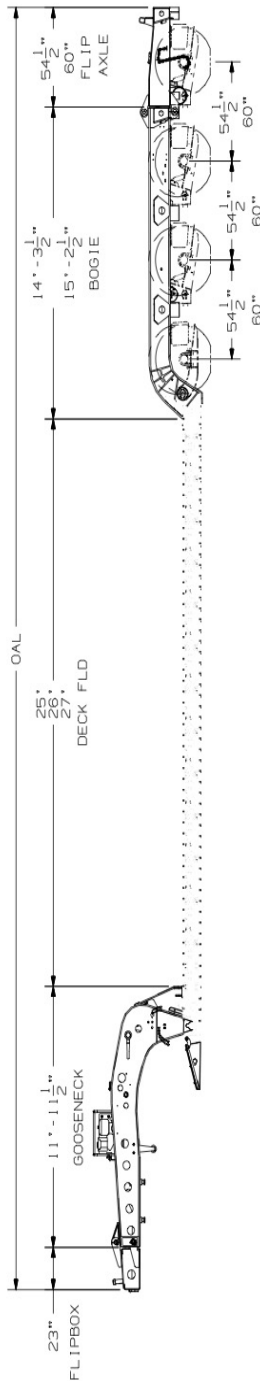 OAL
23"
FLIPBOX
11'-11 1/2"
GOOSENECK
25'
26'
27'
DECK FLD
14'-3 1/2"
15'-2 1/2"
BOGIE
54 1/2"
60"
FLIP
AXLE
54 1/2"
60"
54 1/2"
60"
54 1/2"
60"